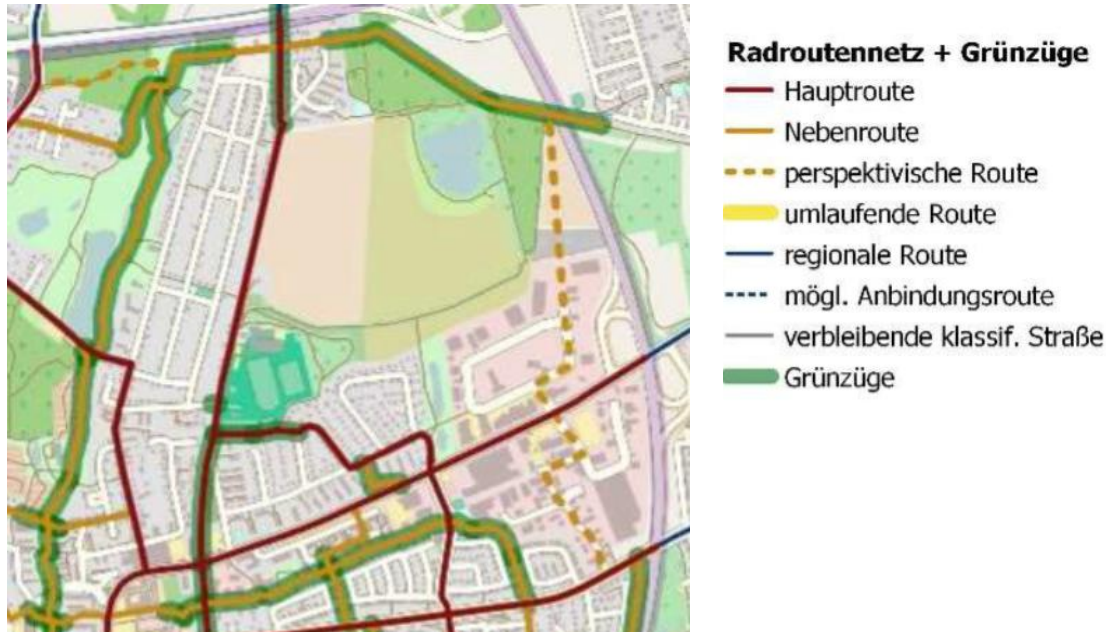 Radroutennetz + Grünzüge
Hauptroute
Nebenroute
perspektivische Route
umlaufende Route
regionale Route
mögl. Anbindungsroute
verbleibende klassif. Straße
Grünzüge